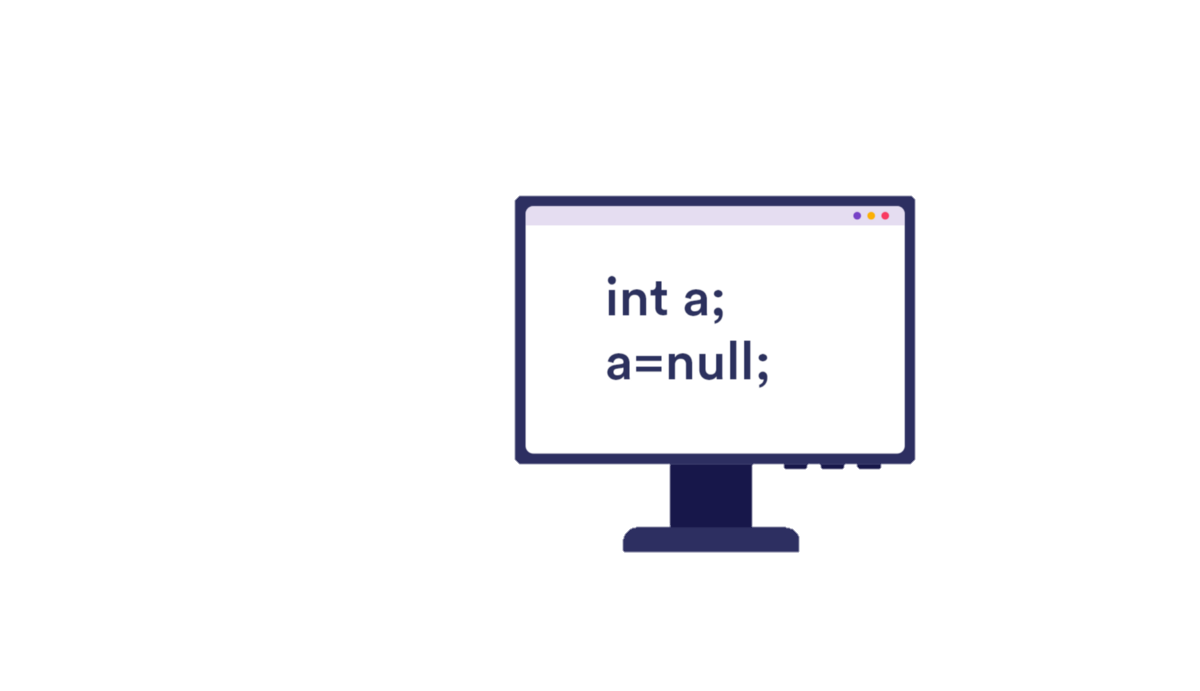 int a;
a=null;